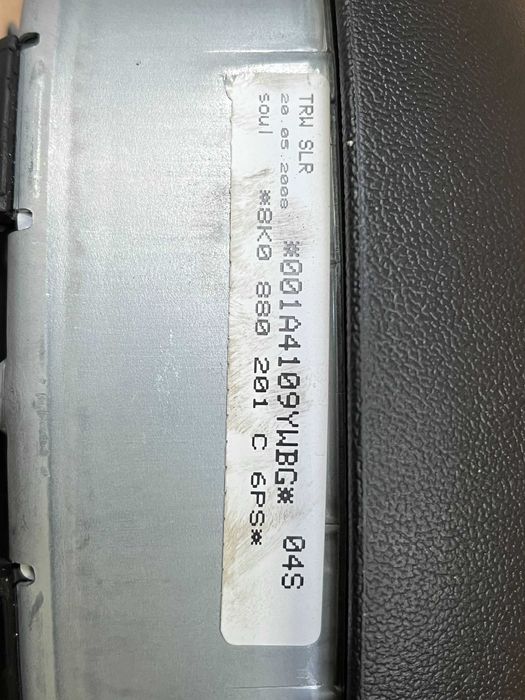 TRW SLR
20.05.2008 *001A4109YWBG* 04S
soul *8K0 880 201 C 6PS*